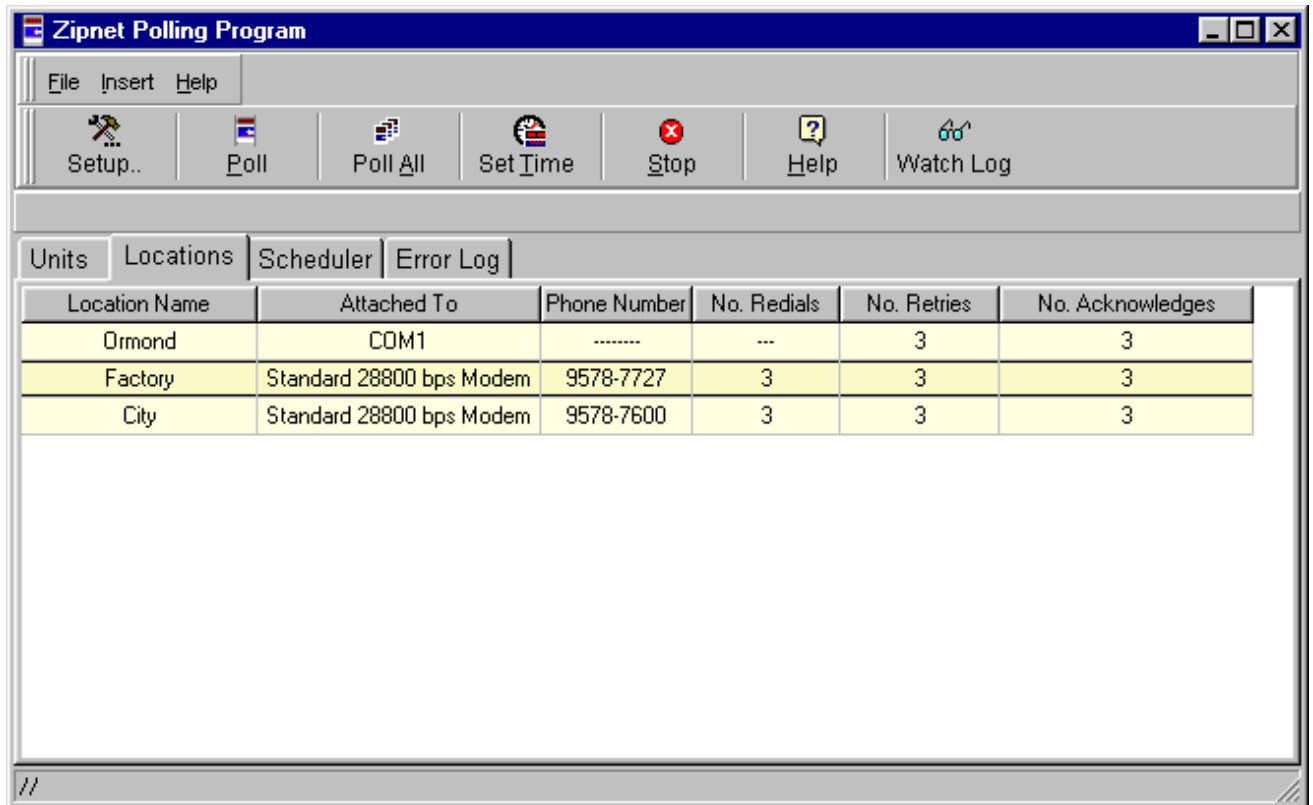 Zipnet Polling Program
File Insert Help
Setup.. Poll Poll All Set Time Stop Help Watch Log
Units Locations Scheduler Error Log
Location Name Attached To Phone Number No. Redials No. Retries No. Acknowledges
Ormond COM1 -------- --- 3 3
Factory Standard 28800 bps Modem 9578-7727 3 3 3
City Standard 28800 bps Modem 9578-7600 3 3 3
//